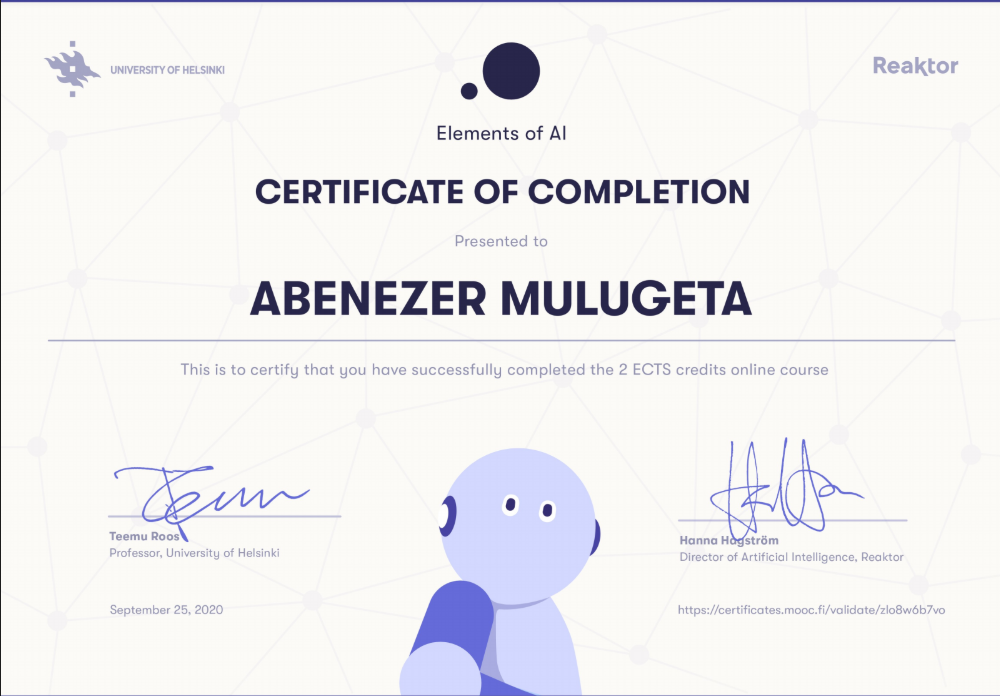 UNIVERSITY OF HELSINKI
Reaktor
Elements of AI
CERTIFICATE OF COMPLETION
Presented to
ABENEZER MULUGETA
This is to certify that you have successfully completed the 2 ECTS credits online course
Teemu Roos
Professor, University of Helsinki
Hanna Hagström
Director of Artificial Intelligence, Reaktor
September 25, 2020
https://certificates.mooc.fi/validate/zlo8w6b7vo